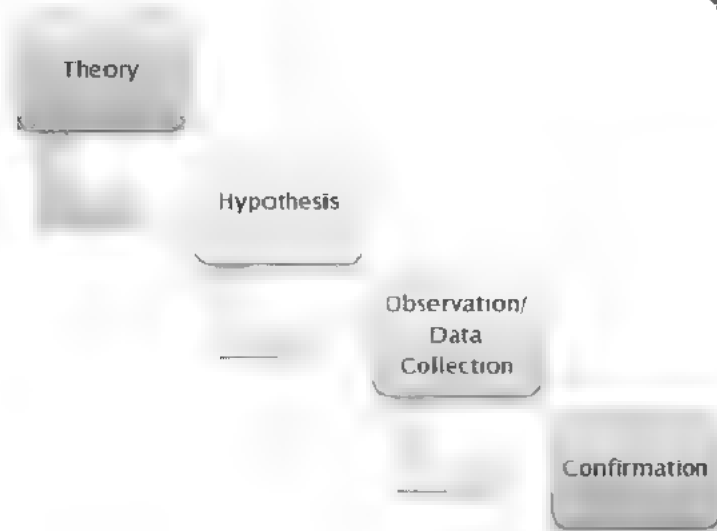 Theory
Hypothesis
Observation/
Data
Collection
Confirmation